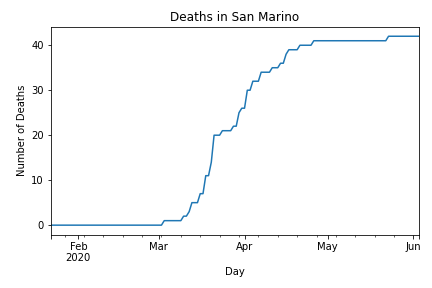 Deaths in San Marino
40
30
20
10
0
Number of Deaths
Feb
2020
Mar
Apr
May
Jun
Day